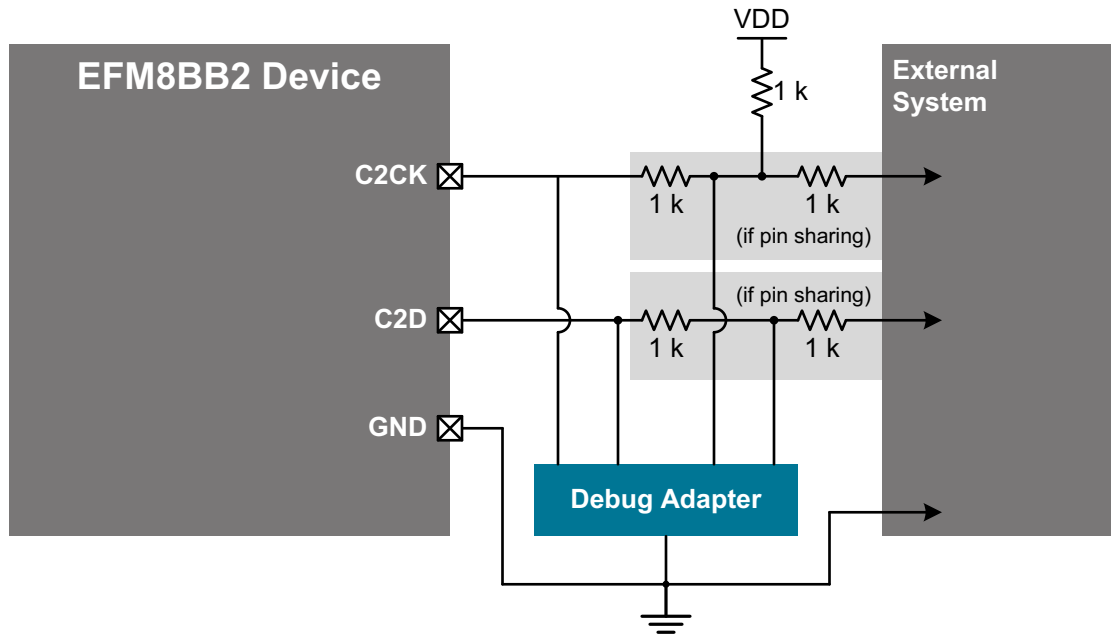 VDD
EFM8BB2 Device
External
System
1 k
C2CK
1 k
1 k
(if pin sharing)
(if pin sharing)
C2D
1 k
1 k
GND
Debug Adapter